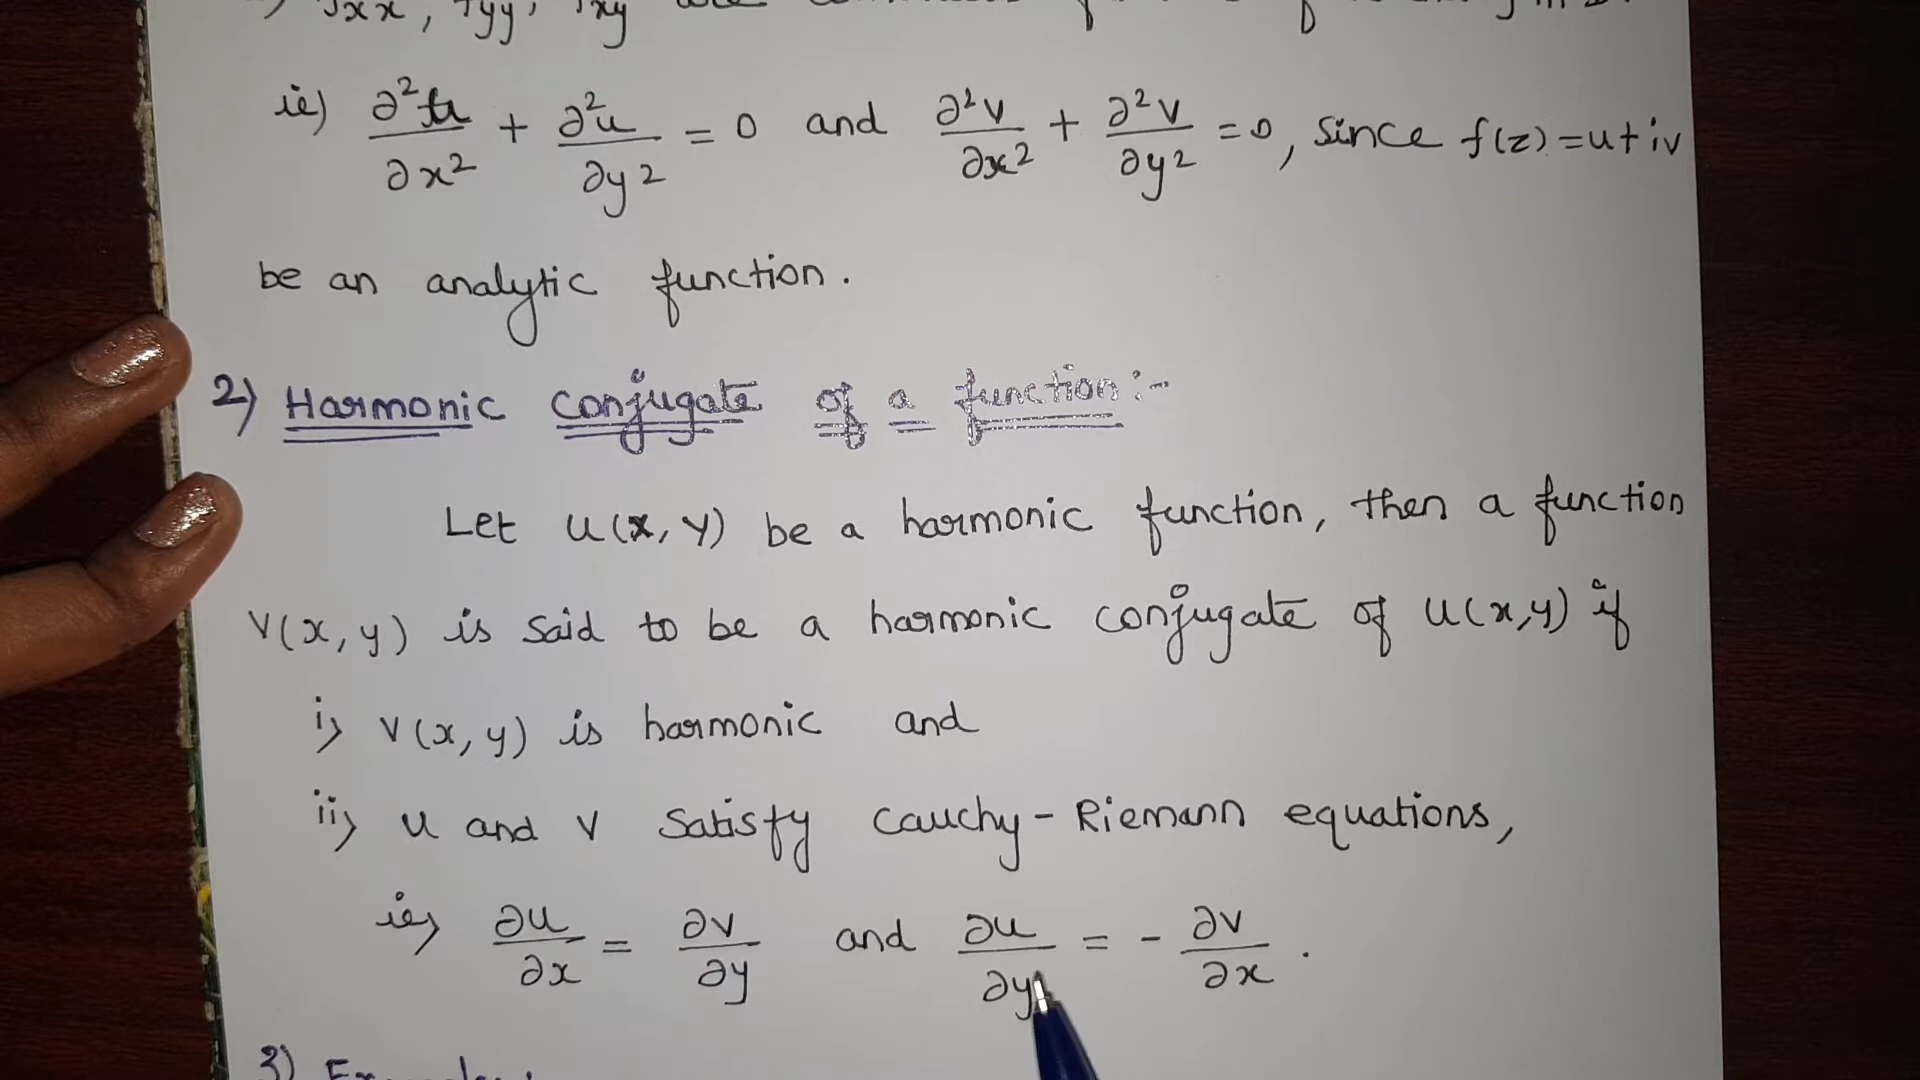 ie) ∂²u/∂x² + ∂²u/∂y² = 0 and ∂²v/∂x² + ∂²v/∂y² = 0, since f(z) = u + iv
be an analytic function.
2) Harmonic conjugate of a function:-
Let u(x, y) be a harmonic function, then a function
v(x, y) is said to be a harmonic conjugate of u(x, y) if
i) v(x, y) is harmonic and
ii) u and v satisfy Cauchy-Riemann equations,
ie) ∂u/∂x = ∂v/∂y and ∂u/∂y = - ∂v/∂x .
3)